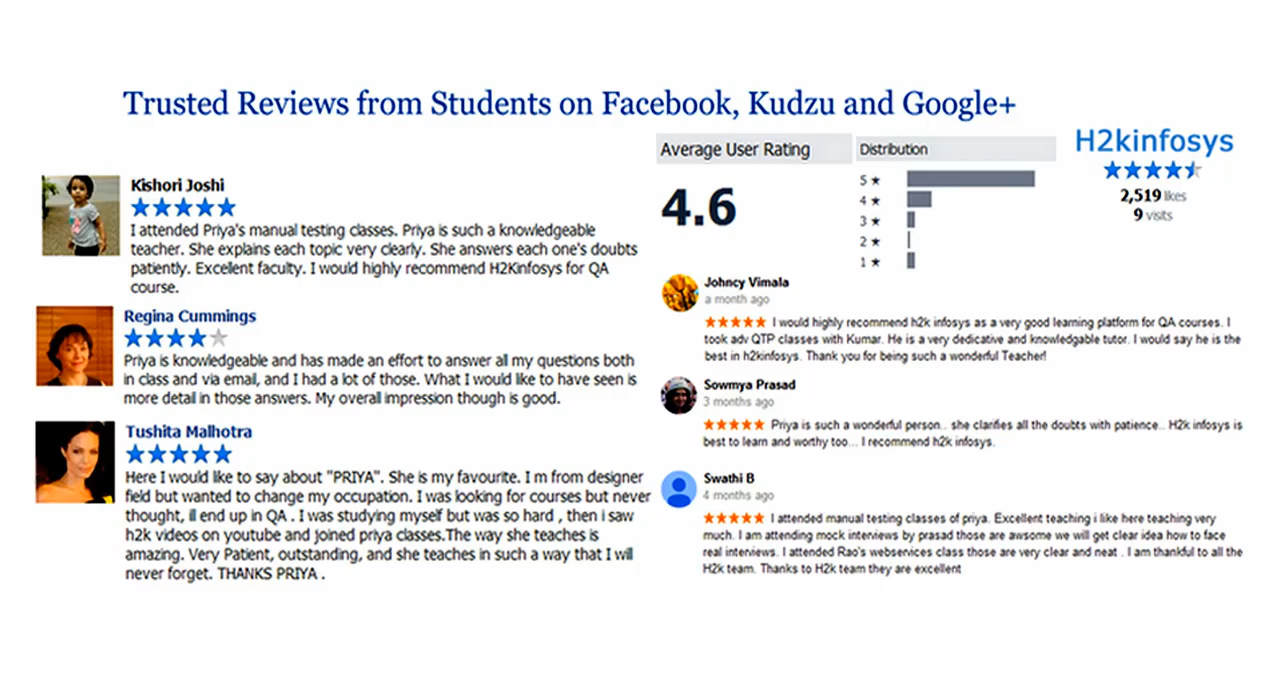 Trusted Reviews from Students on Facebook, Kudzu and Google+
Kishori Joshi
I attended Priya's manual testing classes. Priya is such a knowledgeable
teacher. She explains each topic very clearly. She answers each one's doubts
patiently. Excellent faculty. I would highly recommend H2Kinfosys for QA
course.
Regina Cummings
Priya is knowledgeable and has made an effort to answer all my questions both
in class and via email, and I had a lot of those. What I would like to have seen is
more detail in those answers. My overall impression though is good.
Tushita Malhotra
Here I would like to say about "PRIYA". She is my favourite. I m from designer
field but wanted to change my occupation. I was looking for courses but never
thought, ill end up in QA . I was studying myself but was so hard , then i saw
h2k videos on youtube and joined priya classes.The way she teaches is
amazing. Very Patient, outstanding, and she teaches in such a way that I will
never forget. THANKS PRIYA .
Average User Rating
4.6
Distribution
5 ★
4 ★
3 ★
2 ★
1 ★
H2kinfosys
2,519 likes
9 visits
Johncy Vimala
a month ago
★★★★★ I would highly recommend h2k infosys as a very good learning platform for QA courses. I
took adv QTP classes with Kumar. He is a very dedicative and knowledgable tutor. I would say he is the
best in h2kinfosys. Thank you for being such a wonderful Teacher!
Sowmya Prasad
3 months ago
★★★★★ Priya is such a wonderful person.. she clarifies all the doubts with patience.. H2k infosys is
best to learn and worthy too... I recommend h2k infosys.
Swathi B
4 months ago
★★★★★ I attended manual testing classes of priya. Excellent teaching i like here teaching very
much. I am attending mock interviews by prasad those are awsome we will get clear idea how to face
real interviews. I attended Rao's webservices class those are very clear and neat . I am thankful to all the
H2k team. Thanks to H2k team they are excellent